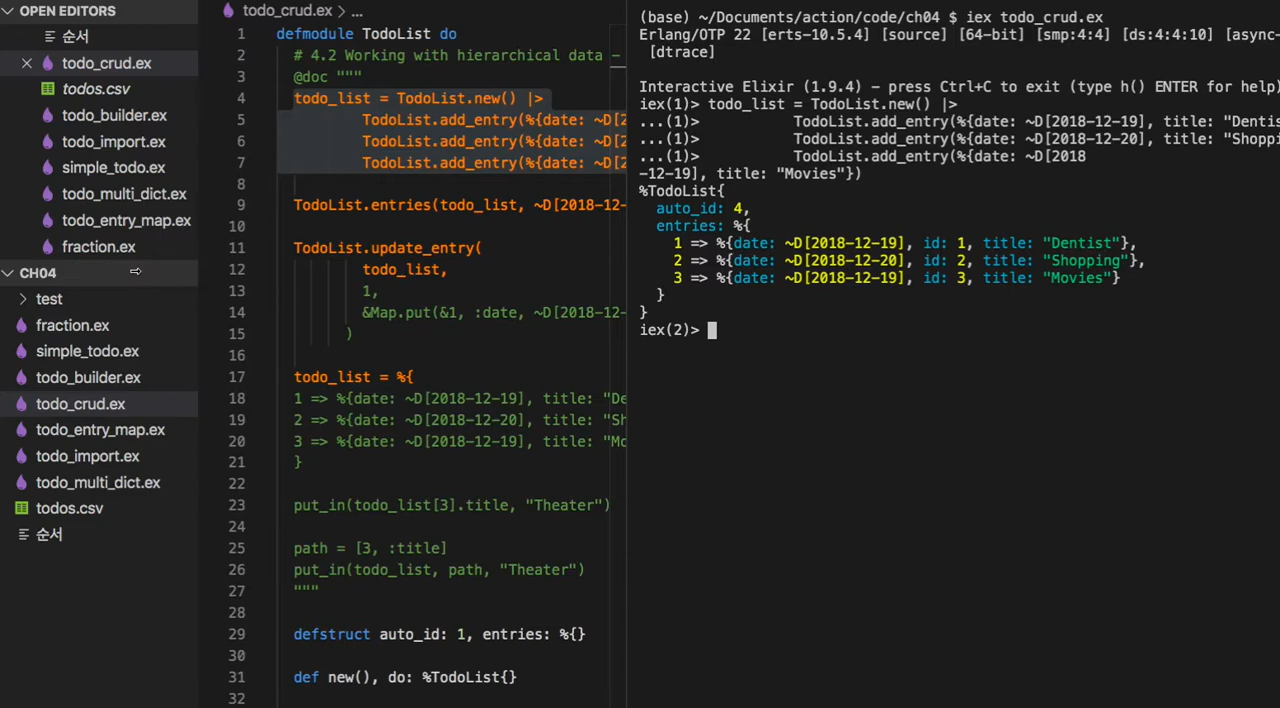 OPEN EDITORS
순서
todo_crud.ex
todos.csv
todo_builder.ex
todo_import.ex
simple_todo.ex
todo_multi_dict.ex
todo_entry_map.ex
fraction.ex
CH04
test
fraction.ex
simple_todo.ex
todo_builder.ex
todo_crud.ex
todo_entry_map.ex
todo_import.ex
todo_multi_dict.ex
todos.csv
순서
todo_crud.ex > ...
1 defmodule TodoList do
2 # 4.2 Working with hierarchical data –
3 @doc """
4 todo_list = TodoList.new() |>
5 TodoList.add_entry(%{date: ~D[2
6 TodoList.add_entry(%{date: ~D[2
7 TodoList.add_entry(%{date: ~D[2
8
9 TodoList.entries(todo_list, ~D[2018-12-
10
11 TodoList.update_entry(
12 todo_list,
13 1,
14 &Map.put(&1, :date, ~D[2018-12-
15 )
16
17 todo_list = %{
18 1 => %{date: ~D[2018-12-19], title: "De
19 2 => %{date: ~D[2018-12-20], title: "Sh
20 3 => %{date: ~D[2018-12-19], title: "Mo
21 }
22
23 put_in(todo_list[3].title, "Theater")
24
25 path = [3, :title]
26 put_in(todo_list, path, "Theater")
27 """
28
29 defstruct auto_id: 1, entries: %{}
30
31 def new(), do: %TodoList{}
32
(base) ~/Documents/action/code/ch04 $ iex todo_crud.ex
Erlang/OTP 22 [erts-10.5.4] [source] [64-bit] [smp:4:4] [ds:4:4:10] [async-
[dtrace]
Interactive Elixir (1.9.4) – press Ctrl+C to exit (type h() ENTER for help)
iex(1)> todo_list = TodoList.new() |>
...(1)> TodoList.add_entry(%{date: ~D[2018-12-19], title: "Dentis
...(1)> TodoList.add_entry(%{date: ~D[2018-12-20], title: "Shoppi
...(1)> TodoList.add_entry(%{date: ~D[2018
-12-19], title: "Movies"})
%TodoList{
auto_id: 4,
entries: %{
1 => %{date: ~D[2018-12-19], id: 1, title: "Dentist"},
2 => %{date: ~D[2018-12-20], id: 2, title: "Shopping"},
3 => %{date: ~D[2018-12-19], id: 3, title: "Movies"}
}
}
iex(2)>